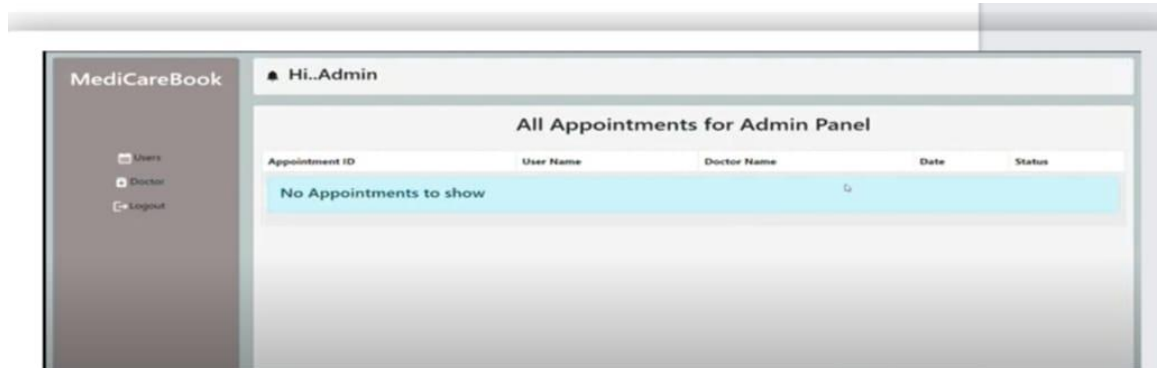 MediCareBook
Hi..Admin
All Appointments for Admin Panel
Users
Doctor
Logout
Appointment ID User Name Doctor Name Date Status
No Appointments to show